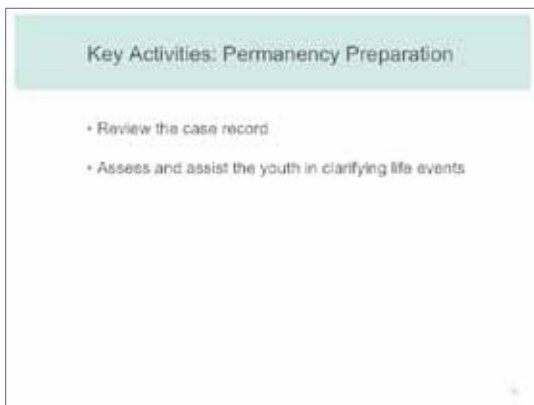 Key Activities: Permanency Preparation
• Review the case record
• Assess and assist the youth in clarifying life events